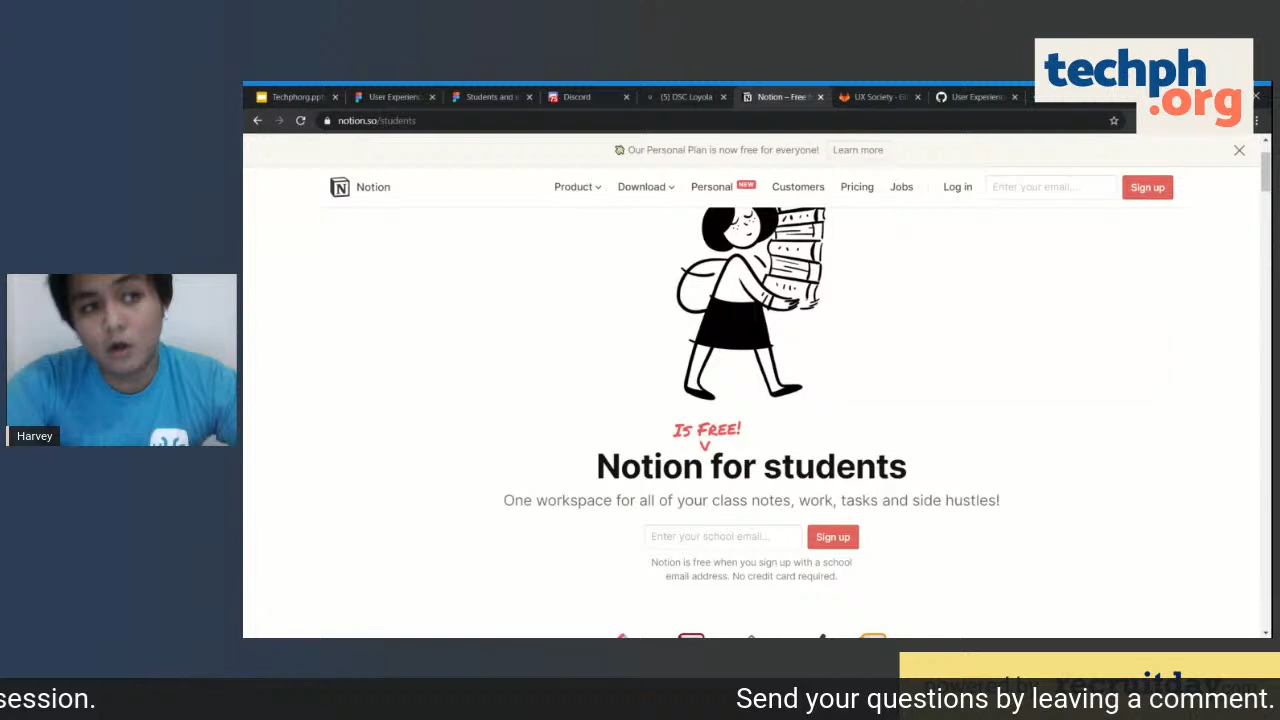 techph
.org
Techphorg.ppt
User Experien
Students and
Discord
(5) DSC Loyola
Notion – Free
UX Society - Gi
User Experienc
notion.so/students
Our Personal Plan is now free for everyone! Learn more
Notion
Product
Download
Personal NEW
Customers
Pricing
Jobs
Log in
Enter your email...
Sign up
Is Free!
Notion for students
One workspace for all of your class notes, work, tasks and side hustles!
Enter your school email...
Sign up
Notion is free when you sign up with a school
email address. No credit card required.
Harvey
powered by
session.
Send your questions by leaving a comment.